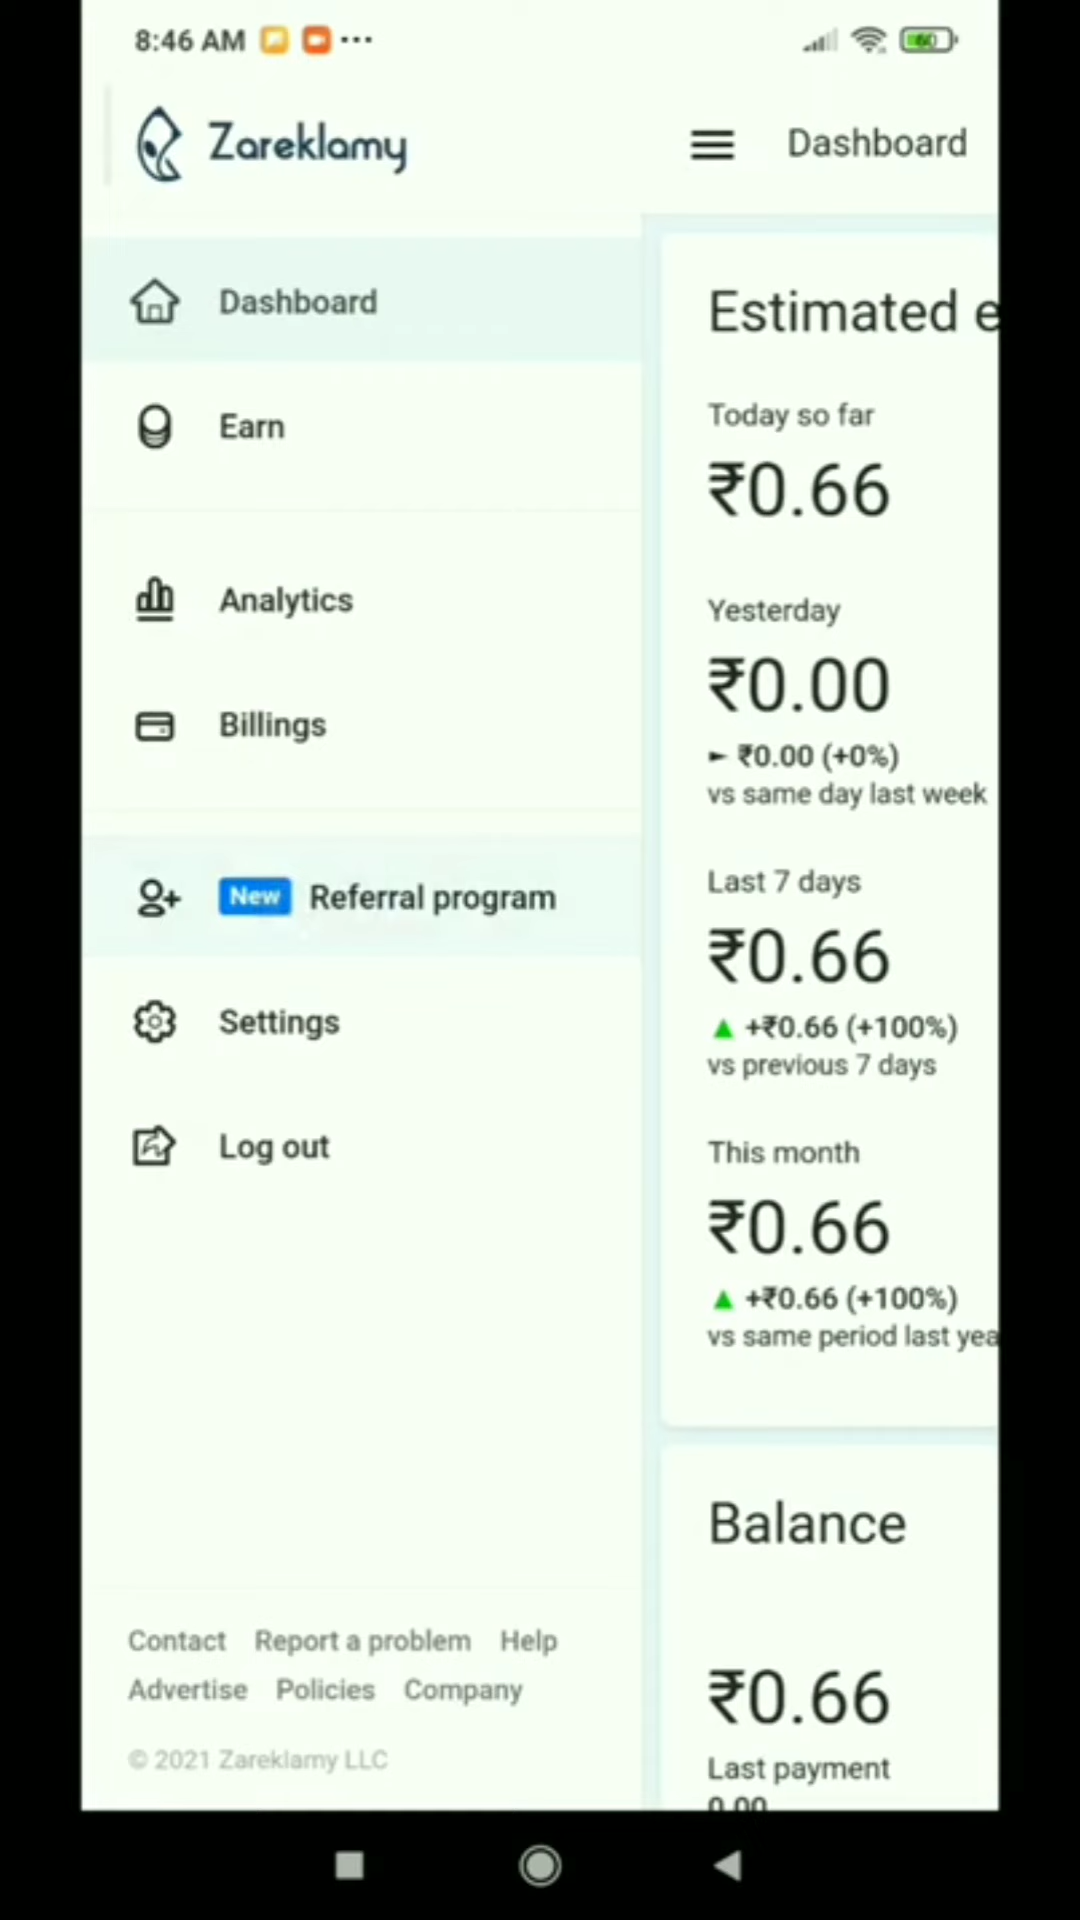 8:46 AM
60
Zareklamy
Dashboard
Dashboard
Earn
Analytics
Billings
New Referral program
Settings
Log out
Contact Report a problem Help
Advertise Policies Company
© 2021 Zareklamy LLC
Estimated e
Today so far
₹0.66
Yesterday
₹0.00
► ₹0.00 (+0%)
vs same day last week
Last 7 days
₹0.66
▲ +₹0.66 (+100%)
vs previous 7 days
This month
₹0.66
▲ +₹0.66 (+100%)
vs same period last yea
Balance
₹0.66
Last payment
0.00